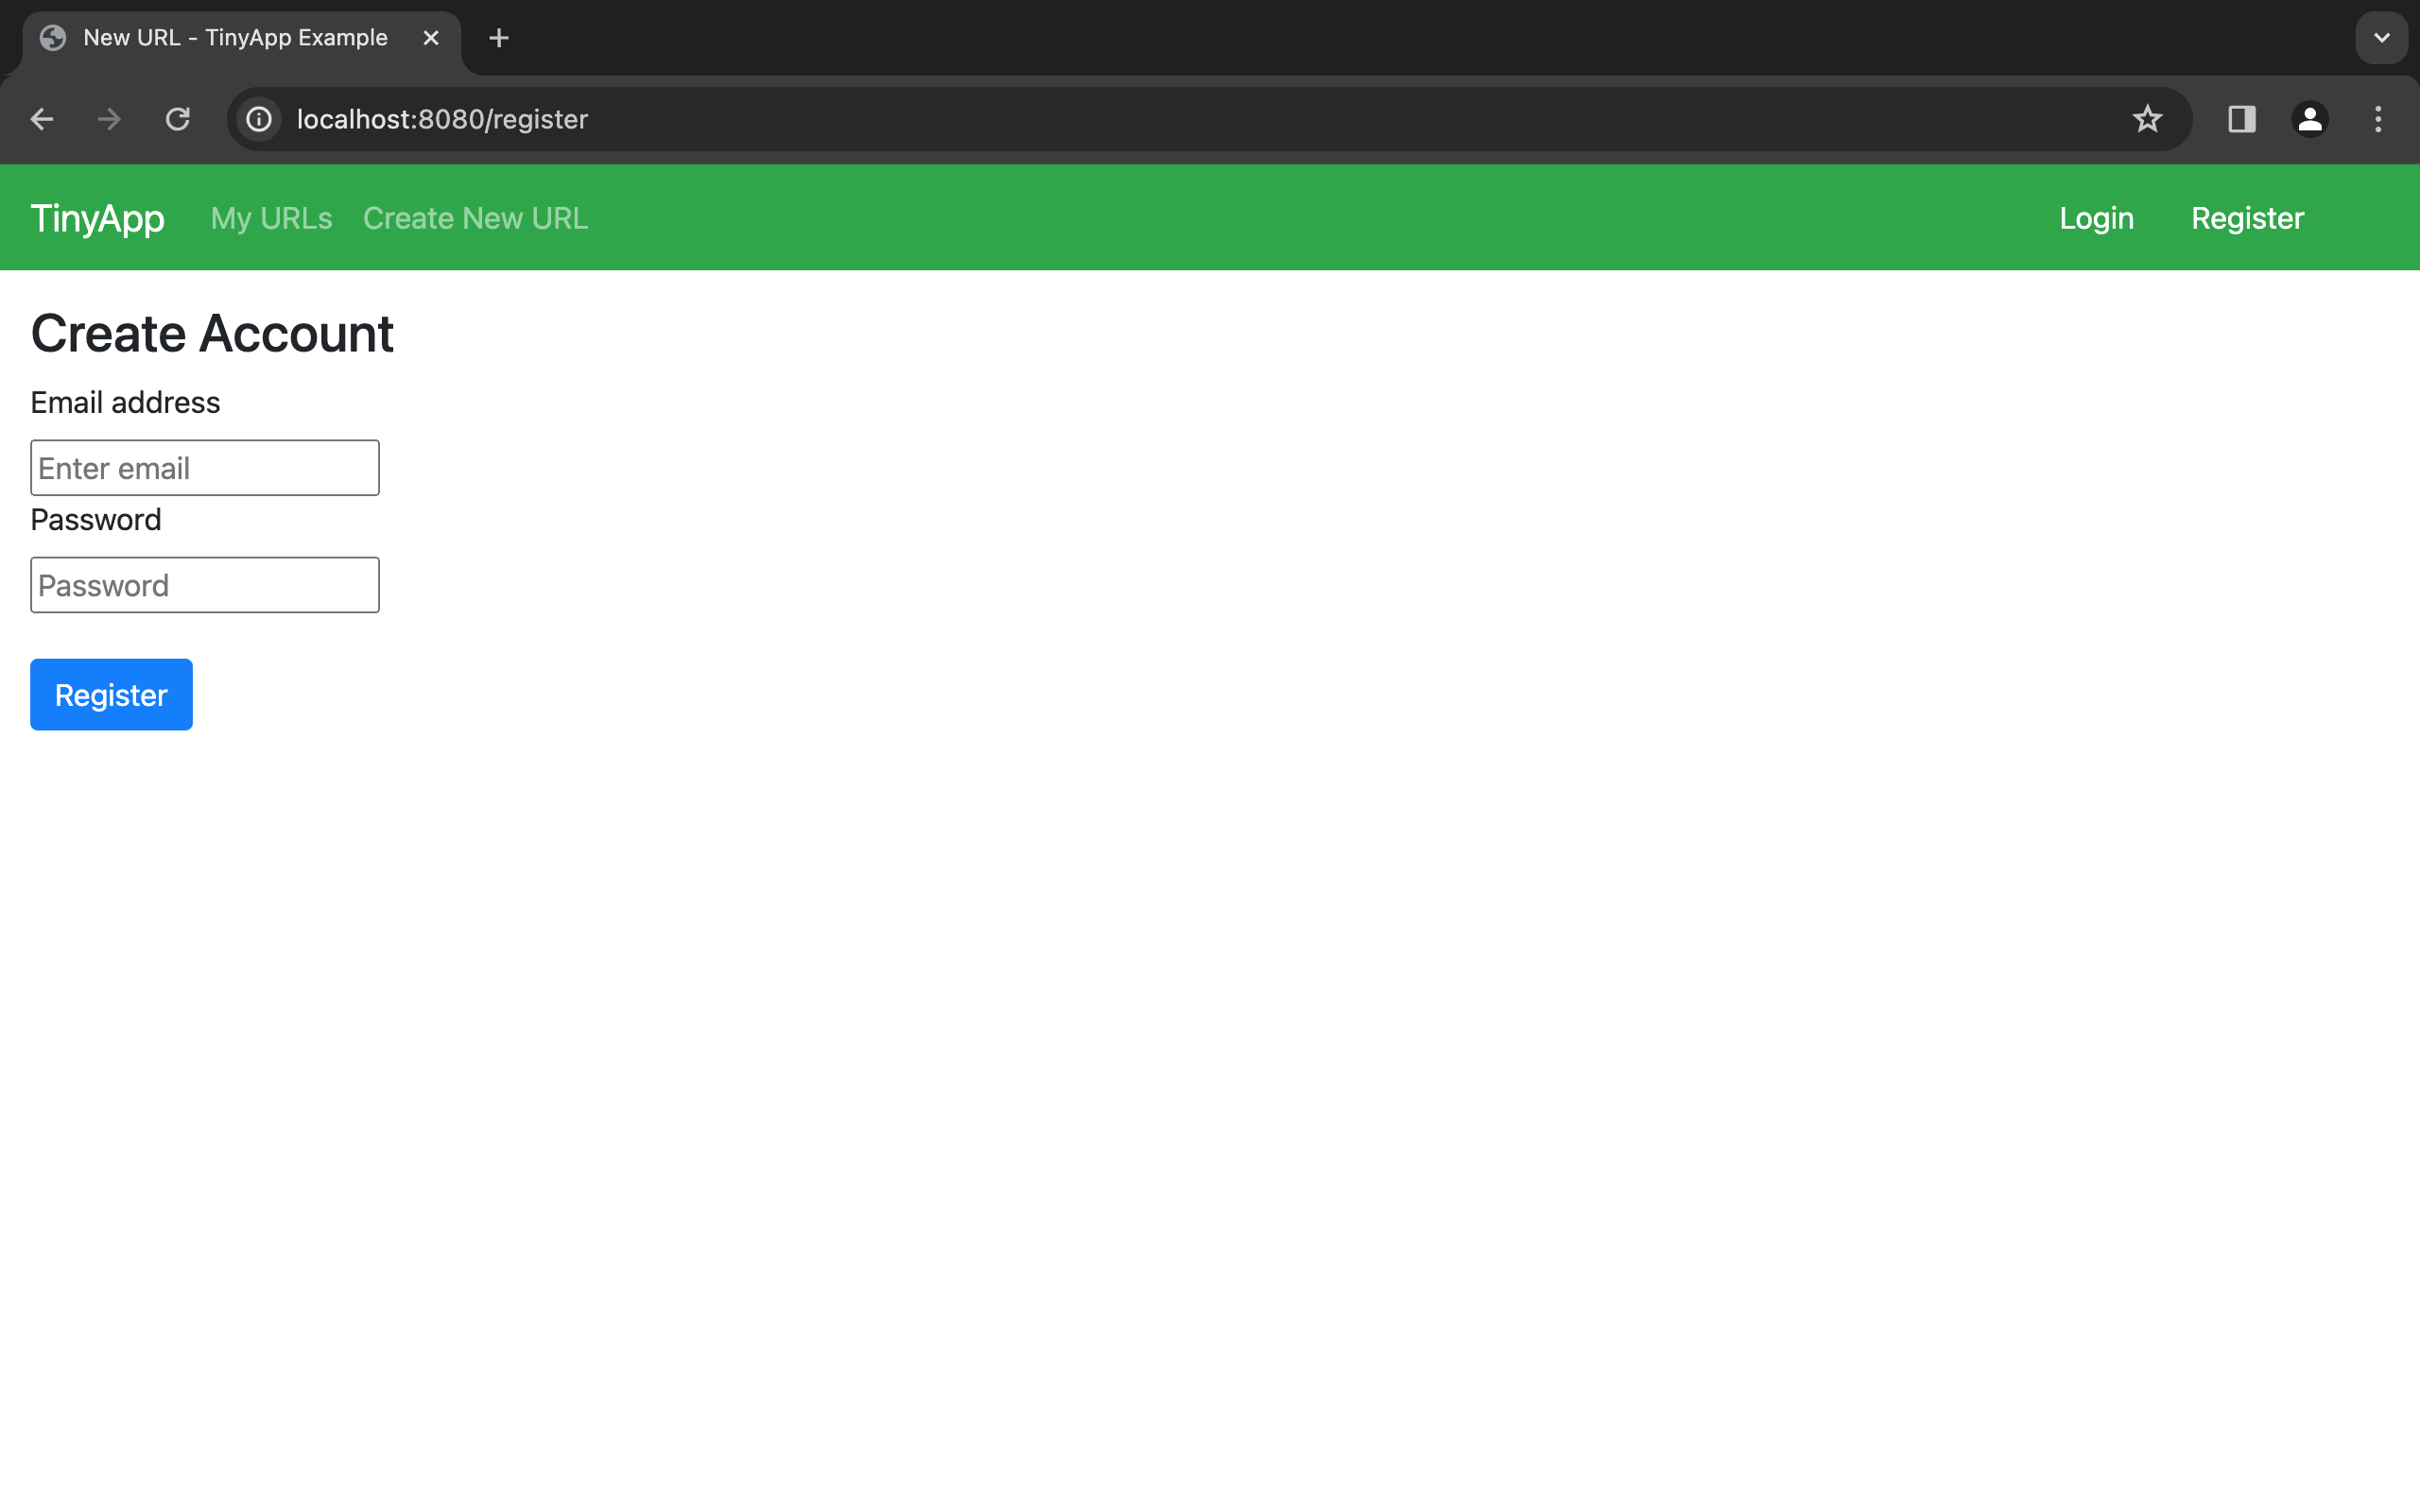 New URL - TinyApp Example
localhost:8080/register
TinyApp My URLs Create New URL Login Register
Create Account
Email address
Enter email
Password
Password
Register